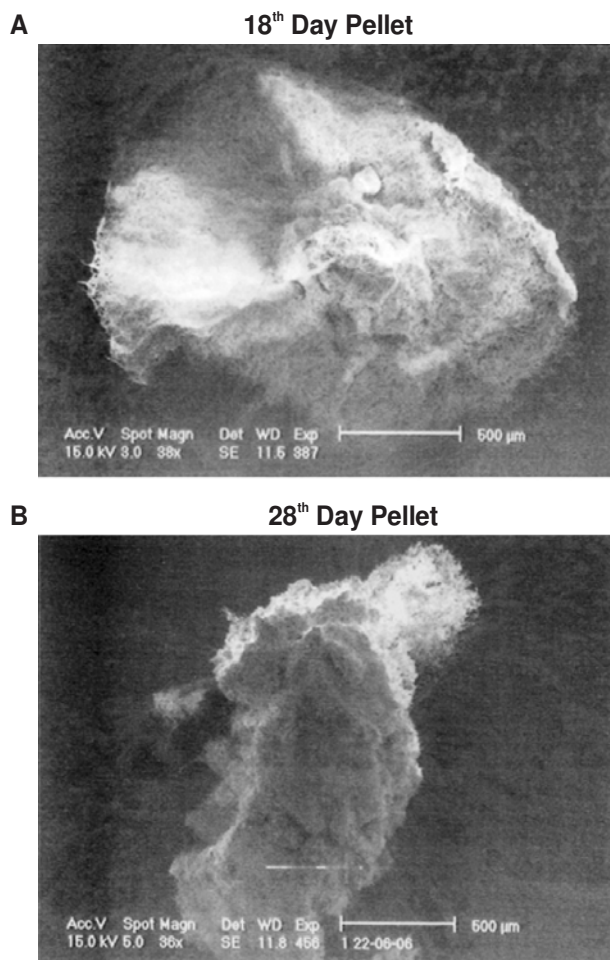 A 18th Day Pellet
Acc.V Spot Magn Det WD Exp 500 µm
15.0 kV 3.0 38x SE 11.5 387
B 28th Day Pellet
Acc.V Spot Magn Det WD Exp 500 µm
15.0 kV 5.0 36x SE 11.8 456 1 22-06-06